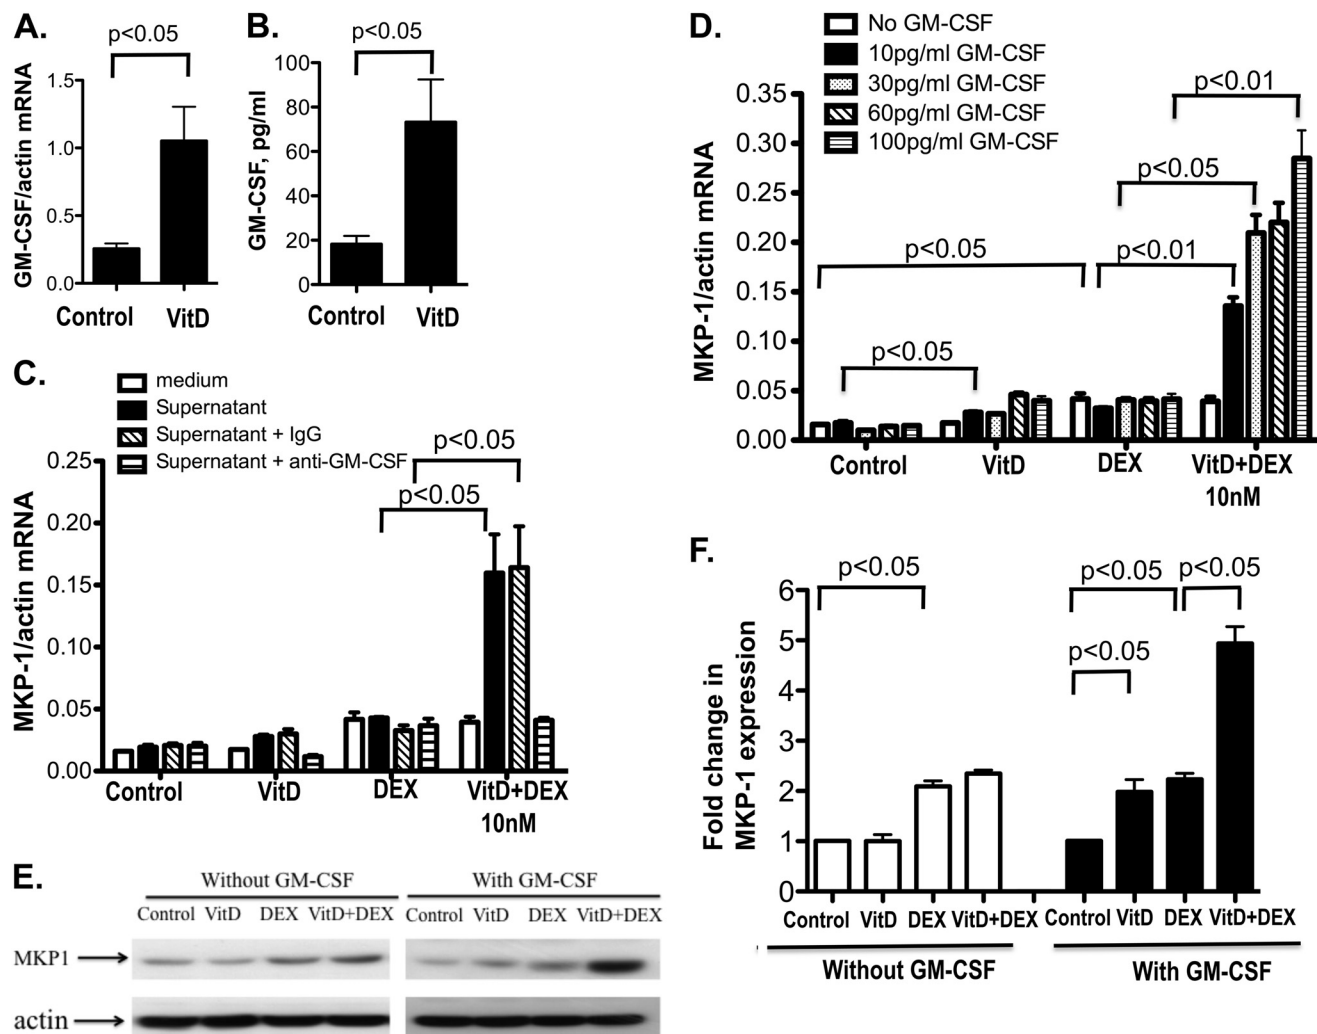 A.
p<0.05
GM-CSF/actin mRNA
1.5
1.0
0.5
0.0
Control VitD
B.
p<0.05
GM-CSF, pg/ml
100
80
60
40
20
0
Control VitD
C.
medium
Supernatant
Supernatant + IgG
Supernatant + anti-GM-CSF
p<0.05
p<0.05
MKP-1/actin mRNA
0.25
0.20
0.15
0.10
0.05
0.00
Control VitD DEX VitD+DEX
10nM
D.
No GM-CSF
10pg/ml GM-CSF
30pg/ml GM-CSF
60pg/ml GM-CSF
100pg/ml GM-CSF
p<0.01
p<0.05
p<0.05
p<0.01
p<0.05
MKP-1/actin mRNA
0.35
0.30
0.25
0.20
0.15
0.10
0.05
0.00
Control VitD DEX VitD+DEX
10nM
E.
Without GM-CSF With GM-CSF
Control VitD DEX VitD+DEX Control VitD DEX VitD+DEX
MKP1
actin
F.
p<0.05
p<0.05
p<0.05
p<0.05
Fold change in
MKP-1 expression
6
5
4
3
2
1
0
Control VitD DEX VitD+DEX Control VitD DEX VitD+DEX
Without GM-CSF With GM-CSF